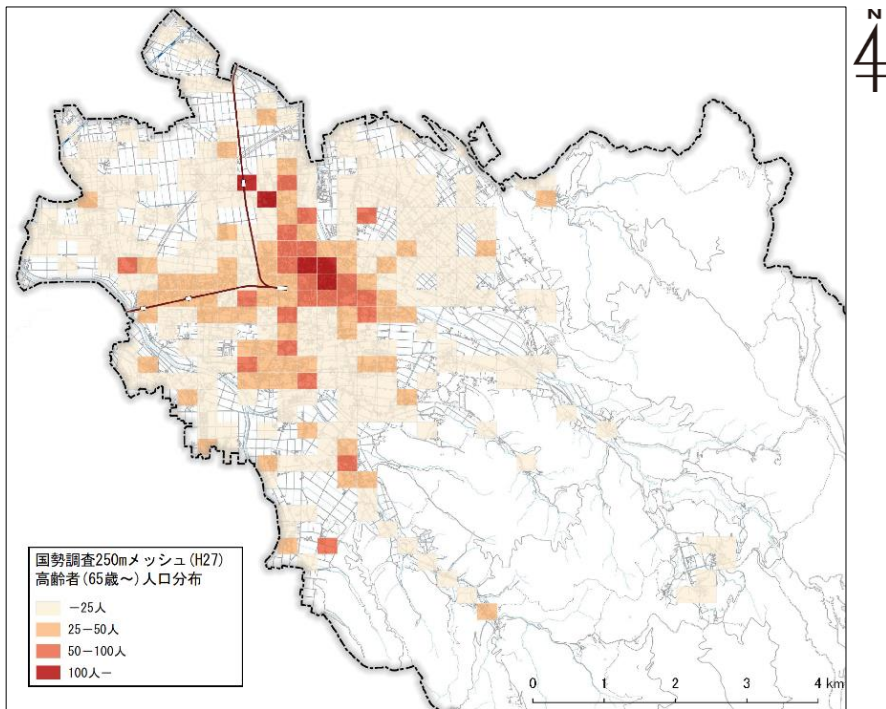 N
国勢調査250mメッシュ(H27)
高齢者(65歳~)人口分布
-25人
25-50人
50-100人
100人-
0 1 2 3 4 km